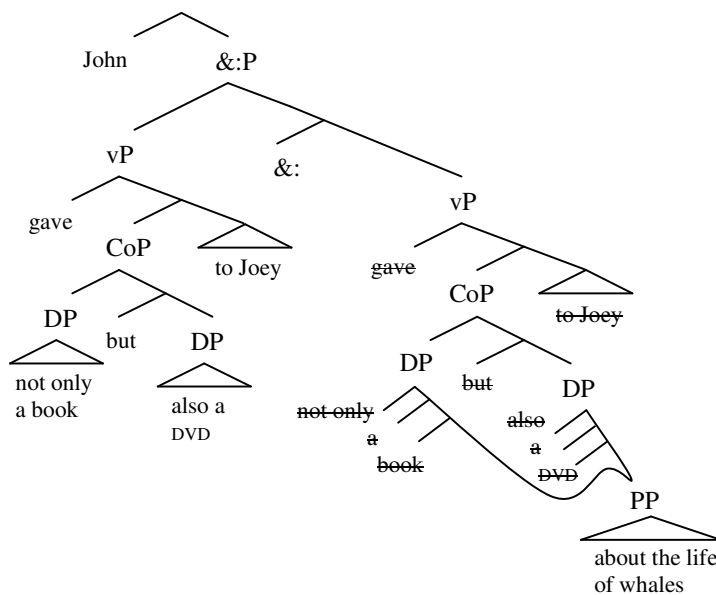 John
&:P
vP
&:
vP
gave
CoP
to Joey
gave
CoP
to Joey
DP
but
DP
DP
but
DP
not only
a book
also a
DVD
not only
a
book
also
a
DVD
PP
about the life
of whales